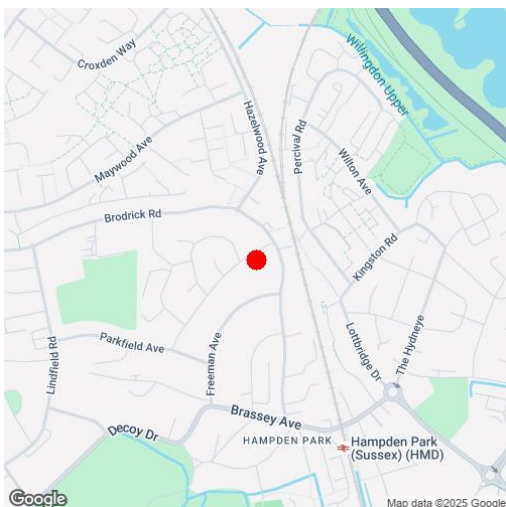 Croxden Way
Willingdon Upper
Hazelwood Ave
Percival Rd
Maywood Ave
Wilton Ave
Brodrick Rd
Kingston Rd
Lindfield Rd
Parkfield Ave
Freeman Ave
Lottbridge Dr
The Hydneye
Brassey Ave
Decoy Dr
HAMPDEN PARK
Hampden Park
(Sussex) (HMD)
Google
Map data ©2025 Google